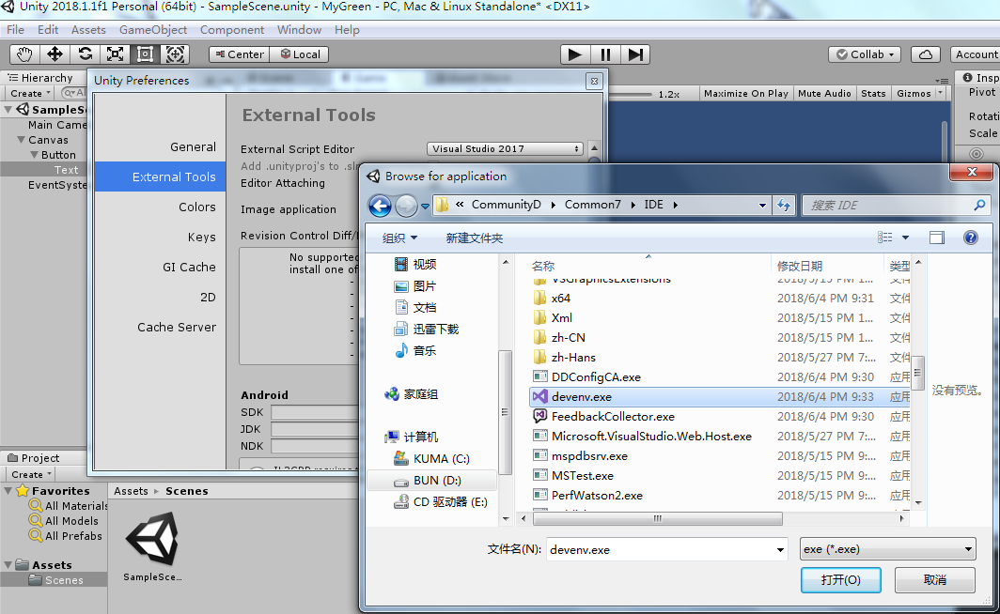 Unity 2018.1.1f1 Personal (64bit) - SampleScene.unity - MyGreen - PC, Mac & Linux Standalone* <DX11>
File Edit Assets GameObject Component Window Help
Center Local Collab Account
Hierarchy
Create All
SampleSc
Main Came
Canvas
Button
Text
EventSyste
Unity Preferences
General
External Tools
Colors
Keys
GI Cache
2D
Cache Server
External Tools
External Script Editor Visual Studio 2017
Add .unityproj's to .sln
Editor Attaching
Image application
Revision Control Diff/
No supported
install one of
-
-
-
-
-
-
-
Android
SDK
JDK
NDK
1.2x Maximize On Play Mute Audio Stats Gizmos
Insp
Pivot
Rotati
Scale
Browse for application
« CommunityD Common7 IDE
搜索 IDE
组织 新建文件夹
视频
图片
文档
迅雷下载
音乐
家庭组
计算机
KUMA (C:)
BUN (D:)
CD 驱动器 (E:)
名称 修改日期 类型
VSGraphicsExtensions 2018/5/15 PM 1... 文件
x64 2018/6/4 PM 9:31 文件
Xml 2018/5/15 PM 1... 文件
zh-CN 2018/5/15 PM 1... 文件
zh-Hans 2018/5/27 PM 7:... 文件
DDConfigCA.exe 2018/6/4 PM 9:30 应用
devenv.exe 2018/6/4 PM 9:33 应用
FeedbackCollector.exe 2018/6/4 PM 9:30 应用
Microsoft.VisualStudio.Web.Host.exe 2018/5/27 PM 7:... 应用
mspdbsrv.exe 2018/5/15 PM 9:... 应用
MSTest.exe 2018/5/15 PM 9:... 应用
PerfWatson2.exe 2018/5/15 PM 9:... 应用
没有预览。
文件名(N): devenv.exe exe (*.exe)
打开(O) 取消
Project
Create
Favorites
All Materials
All Models
All Prefabs
Assets
Scenes
Assets Scenes
SampleSce...